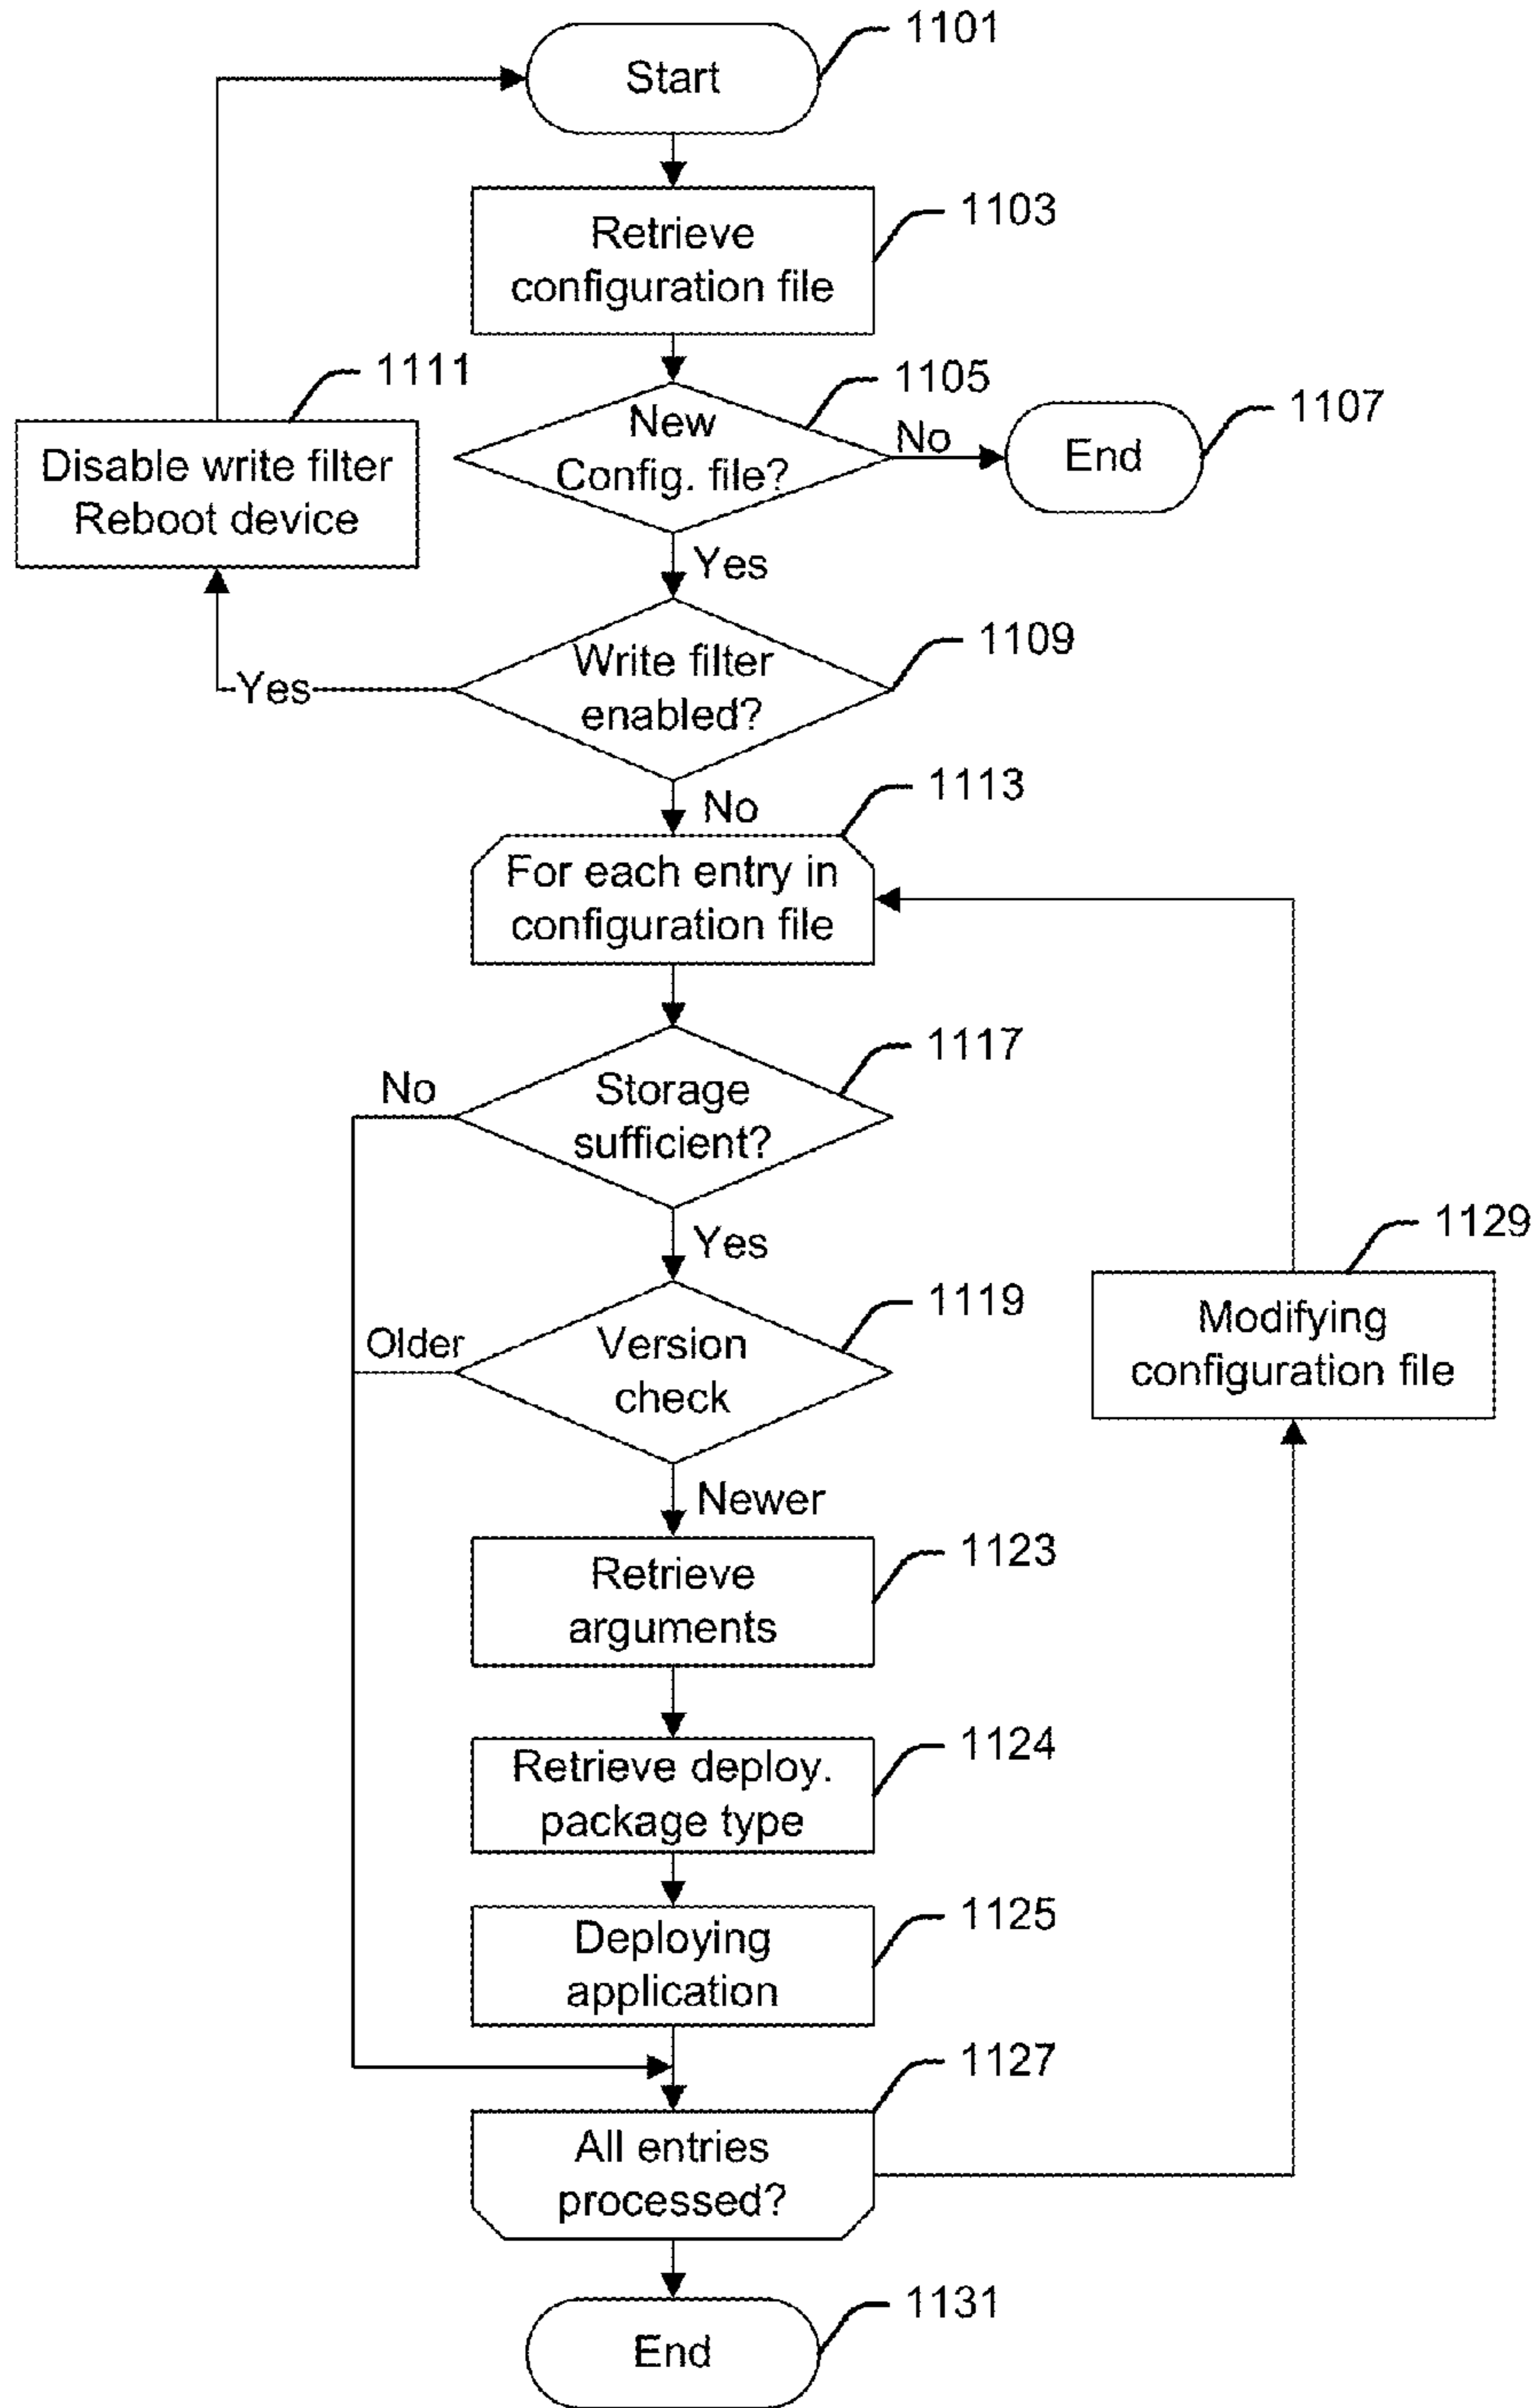 1101
Start
1103
Retrieve
configuration file
1111
Disable write filter
Reboot device
1105
New
Config. file?
No
1107
End
Yes
1109
Write filter
enabled?
Yes
No
1113
For each entry in
configuration file
1117
No
Storage
sufficient?
Yes
1129
Modifying
configuration file
1119
Older
Version
check
Newer
1123
Retrieve
arguments
1124
Retrieve deploy.
package type
1125
Deploying
application
1127
All entries
processed?
1131
End